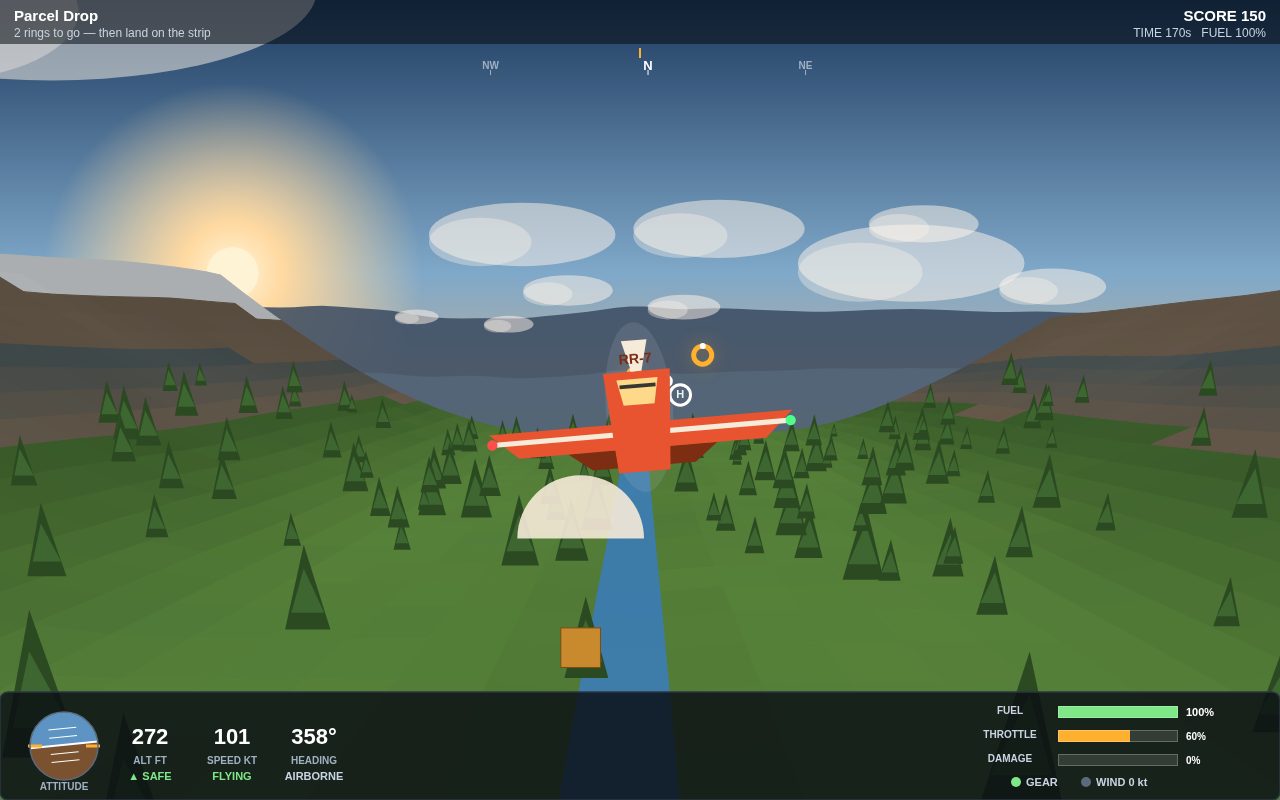 Parcel Drop
SCORE 150
2 rings to go — then land on the strip
TIME 170s FUEL 100%
NW N NE
RR-7
H
272 101 358°
ALT FT SPEED KT HEADING
▲ SAFE FLYING AIRBORNE
ATTITUDE
FUEL 100%
THROTTLE 60%
DAMAGE 0%
GEAR WIND 0 kt